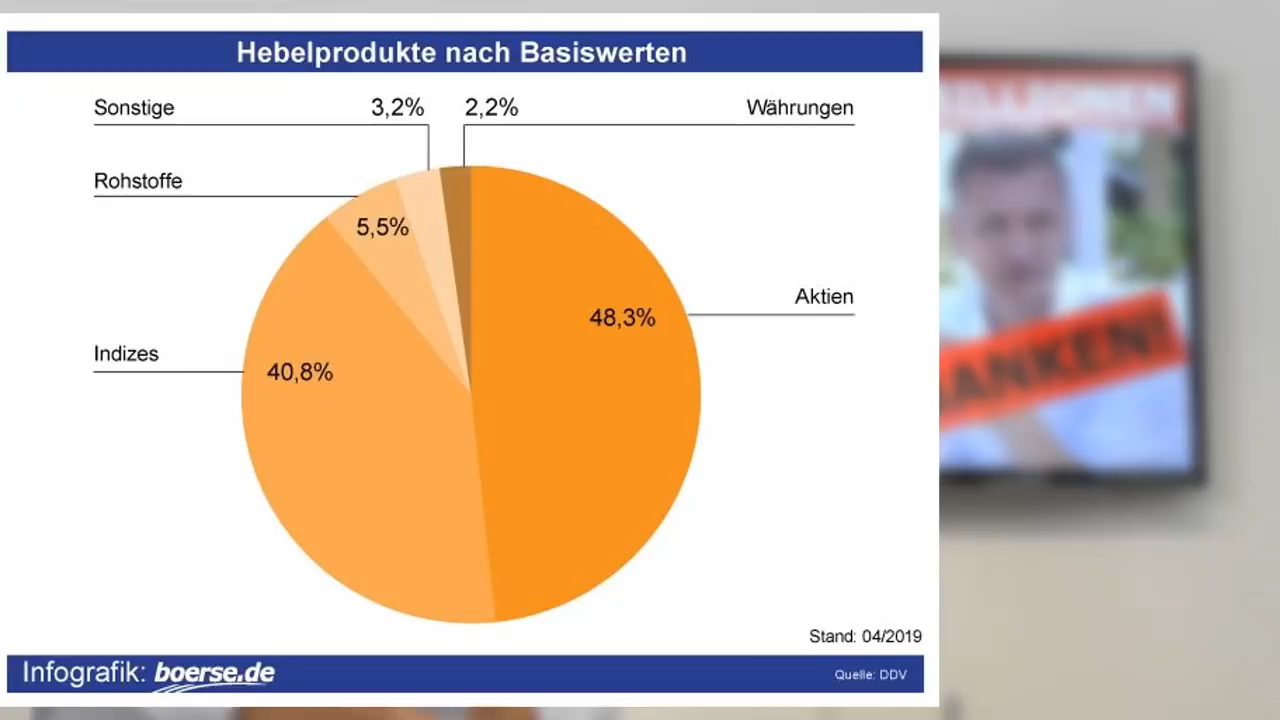 Hebelprodukte nach Basiswerten
Sonstige 3,2% 2,2% Währungen
Rohstoffe
5,5%
Aktien
48,3%
Indizes
40,8%
Stand: 04/2019
Infografik: boerse.de Quelle: DDV